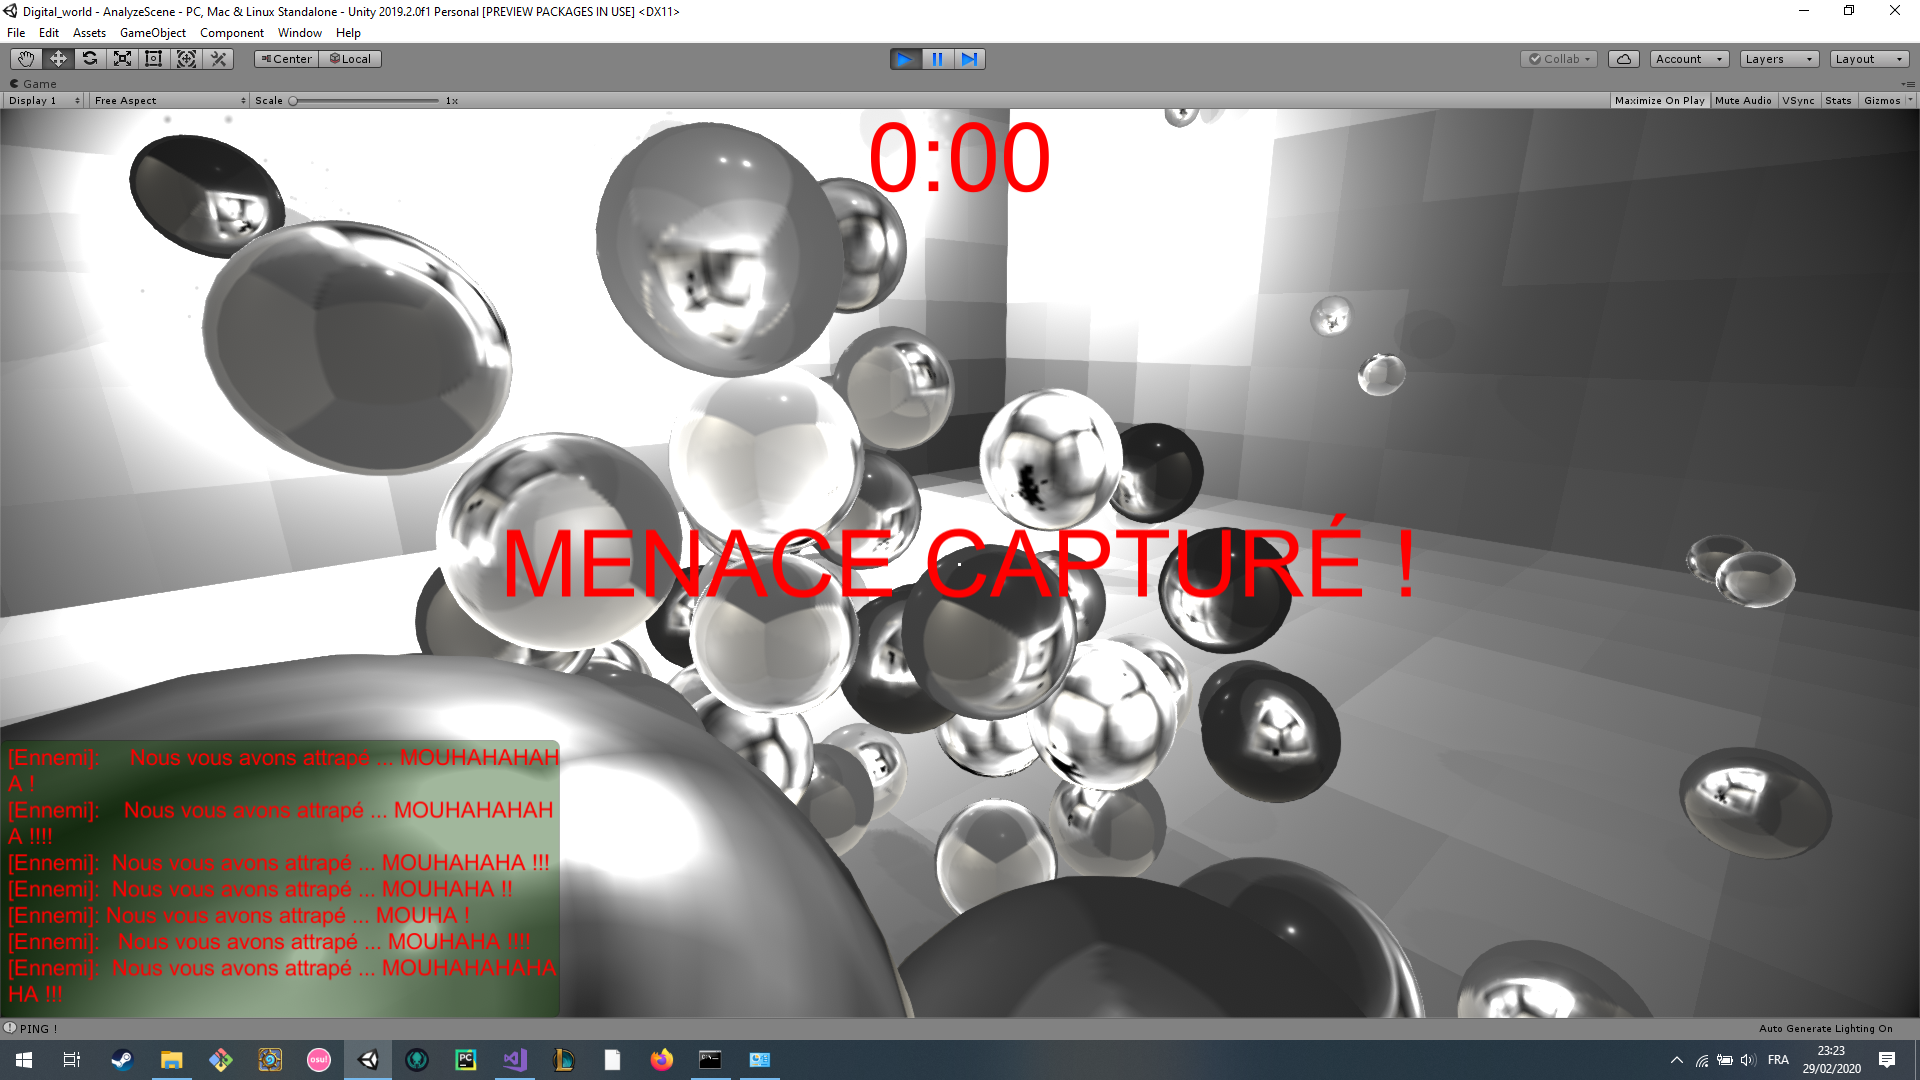 Digital_world - AnalyzeScene - PC, Mac & Linux Standalone - Unity 2019.2.0f1 Personal [PREVIEW PACKAGES IN USE] <DX11>
File Edit Assets GameObject Component Window Help
Center Local Collab Account Layers Layout
Game
Display 1 Free Aspect Scale 1x Maximize On Play Mute Audio VSync Stats Gizmos
0:00
MENACE CAPTURÉ !
[Ennemi]: Nous vous avons attrapé ... MOUHAHAHAH
A !
[Ennemi]: Nous vous avons attrapé ... MOUHAHAHAH
A !!!!
[Ennemi]: Nous vous avons attrapé ... MOUHAHAHA !!!
[Ennemi]: Nous vous avons attrapé ... MOUHAHA !!
[Ennemi]: Nous vous avons attrapé ... MOUHA !
[Ennemi]: Nous vous avons attrapé ... MOUHAHA !!!!
[Ennemi]: Nous vous avons attrapé ... MOUHAHAHAHA
HA !!!
PING ! Auto Generate Lighting On
osu! PC FRA 23:23
29/02/2020